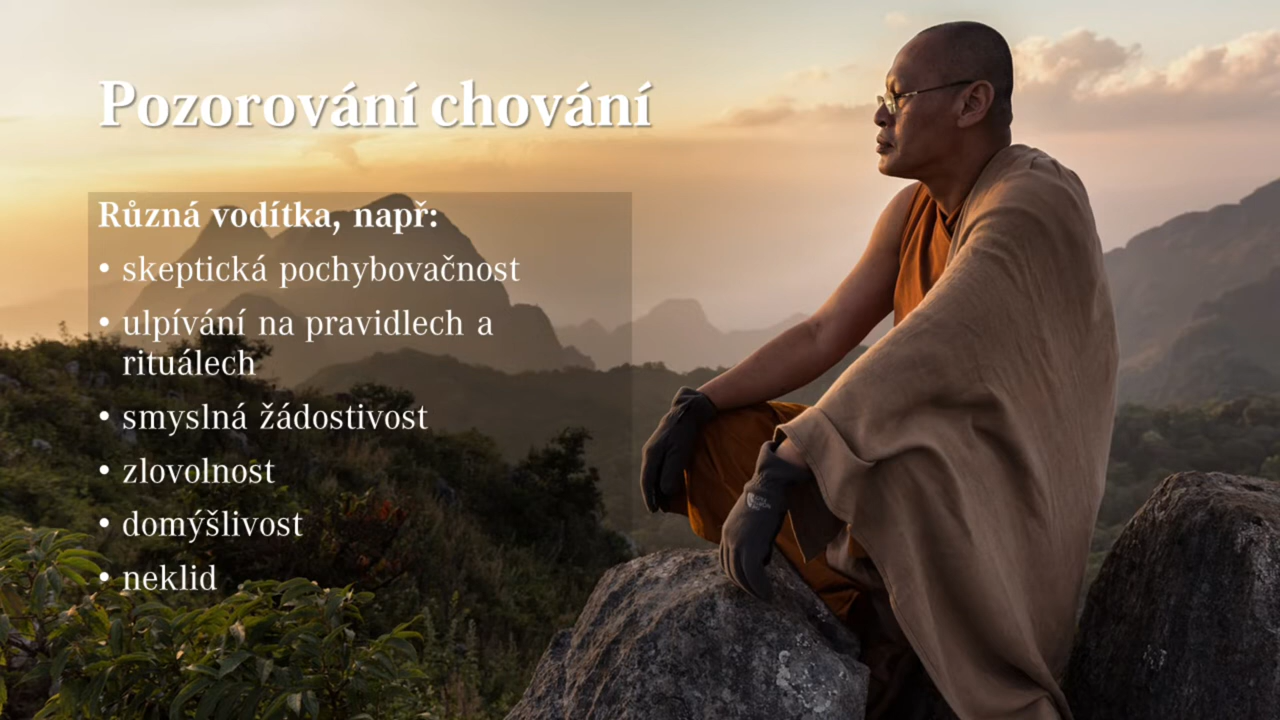 Pozorování chování
Různá vodítka, např:
• skeptická pochybovačnost
• ulpívání na pravidlech a
rituálech
• smyslná žádostivost
• zlovolnost
• domýšlivost
• neklid